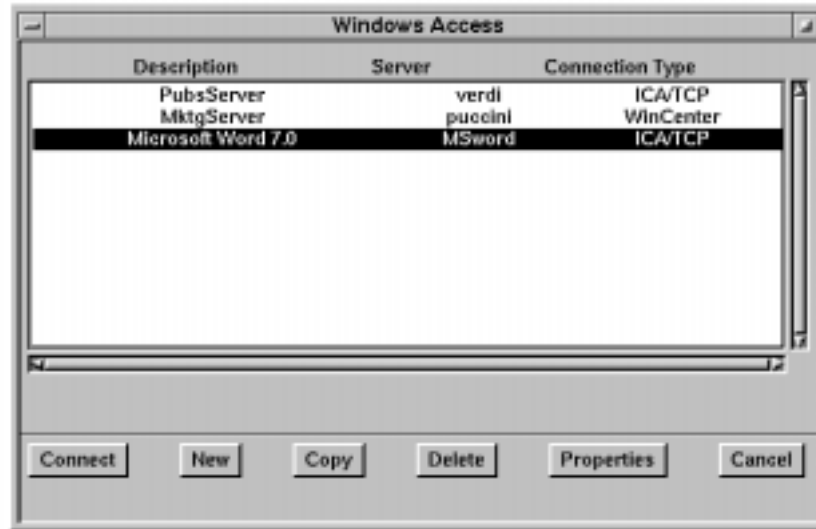 Windows Access
Description Server Connection Type
PubsServer verdi ICA/TCP
MktgServer puccini WinCenter
Microsoft Word 7.0 MSword ICA/TCP
Connect New Copy Delete Properties Cancel